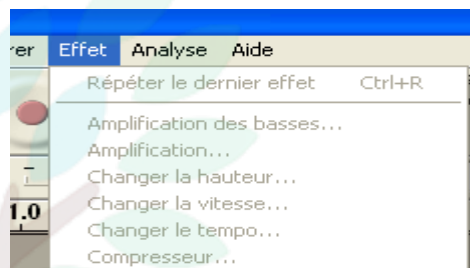 rer Effet Analyse Aide
Répéter le dernier effet Ctrl+R
Amplification des basses...
Amplification...
Changer la hauteur...
Changer la vitesse...
1.0
Changer le tempo...
Compresseur...